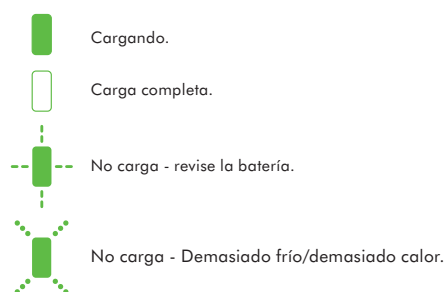 Cargando.
Carga completa.
No carga - revise la batería.
No carga - Demasiado frío/demasiado calor.